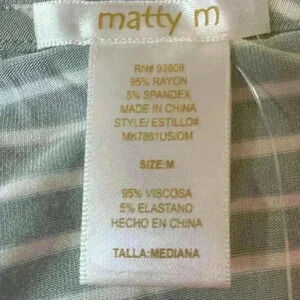 matty m
RN# 93808
95% RAYON
5% SPANDEX
MADE IN CHINA
STYLE/ ESTILLO#
MK7861US/OM
SIZE:M
95% VISCOSA
5% ELASTANO
HECHO EN CHINA
TALLA:MEDIANA